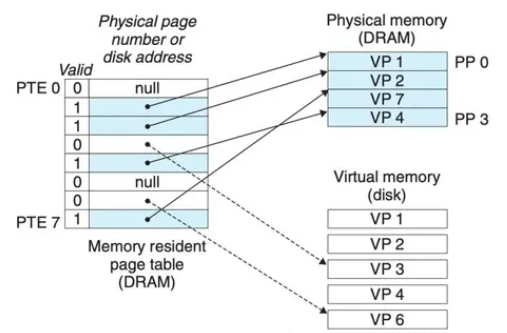 Physical page
number or
disk address
Valid
PTE 0
0
null
1
1
0
1
0
null
0
PTE 7
1
Memory resident
page table
(DRAM)
Physical memory
(DRAM)
VP 1
PP 0
VP 2
VP 7
VP 4
PP 3
Virtual memory
(disk)
VP 1
VP 2
VP 3
VP 4
VP 6